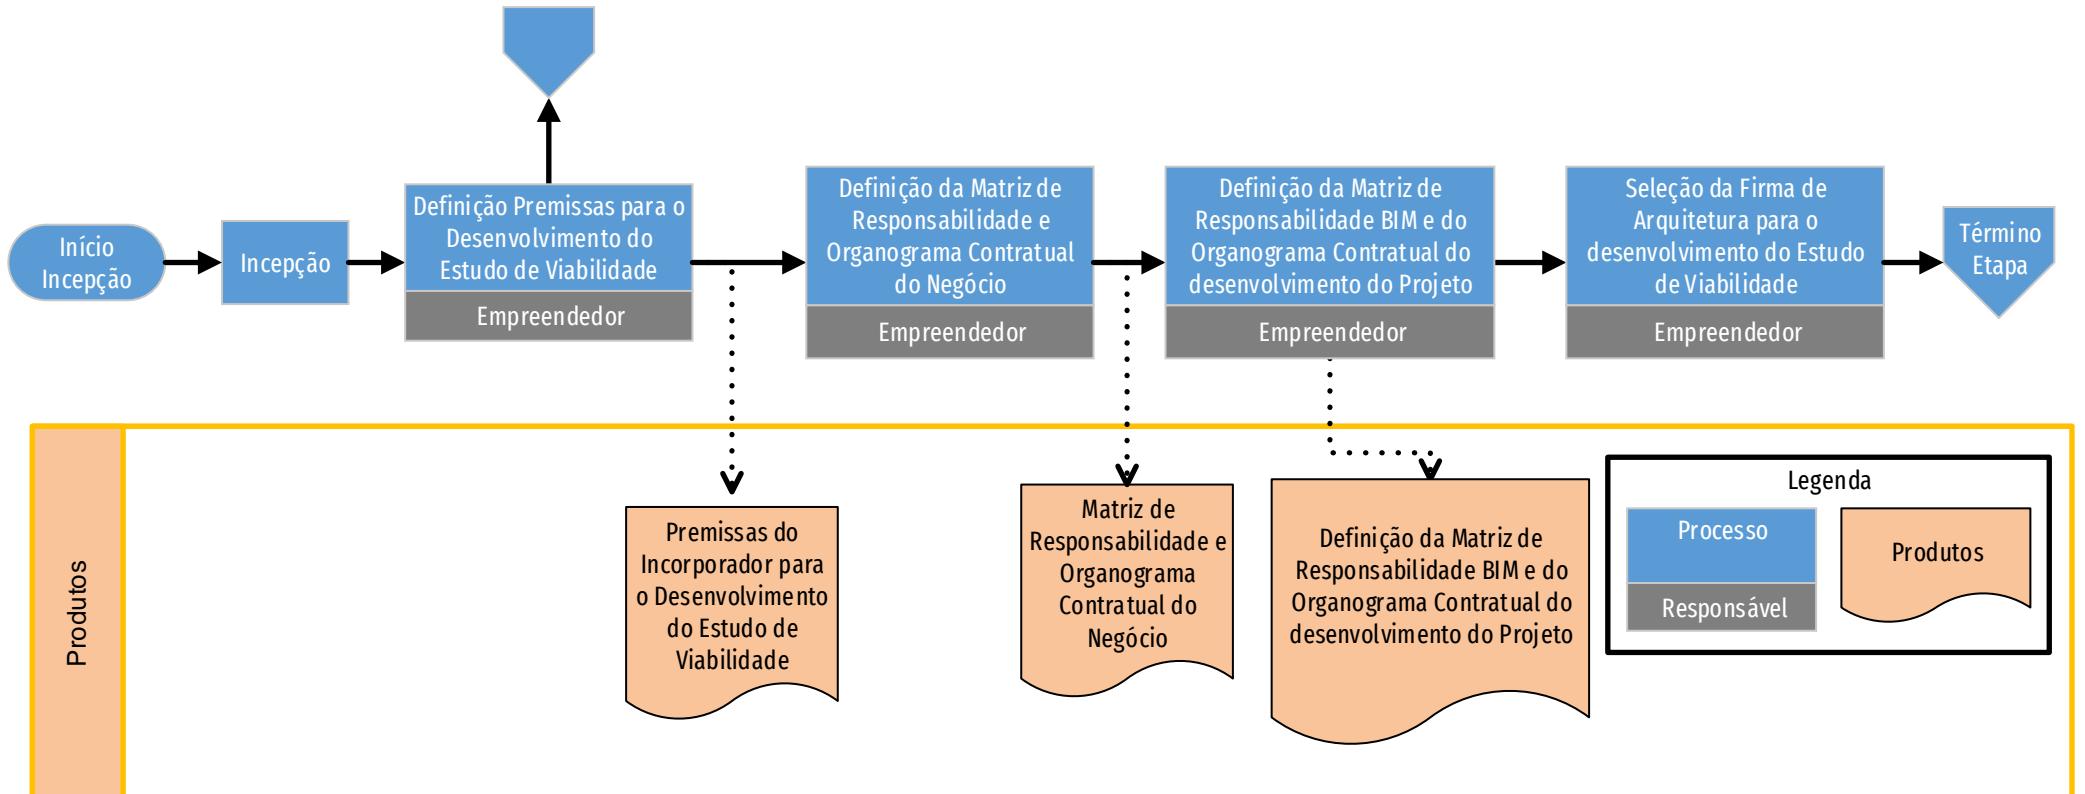 Início
Incepção
Incepção
Definição Premissas para o
Desenvolvimento do
Estudo de Viabilidade
Empreendedor
Definição da Matriz de
Responsabilidade e
Organograma Contratual
do Negócio
Empreendedor
Definição da Matriz de
Responsabilidade BIM e do
Organograma Contratual do
desenvolvimento do Projeto
Empreendedor
Seleção da Firma de
Arquitetura para o
desenvolvimento do Estudo
de Viabilidade
Empreendedor
Término
Etapa
Produtos
Premissas do
Incorporador para
o Desenvolvimento
do Estudo de
Viabilidade
Matriz de
Responsabilidade e
Organograma
Contratual do
Negócio
Definição da Matriz de
Responsabilidade BIM e do
Organograma Contratual do
desenvolvimento do Projeto
Legenda
Processo
Responsável
Produtos